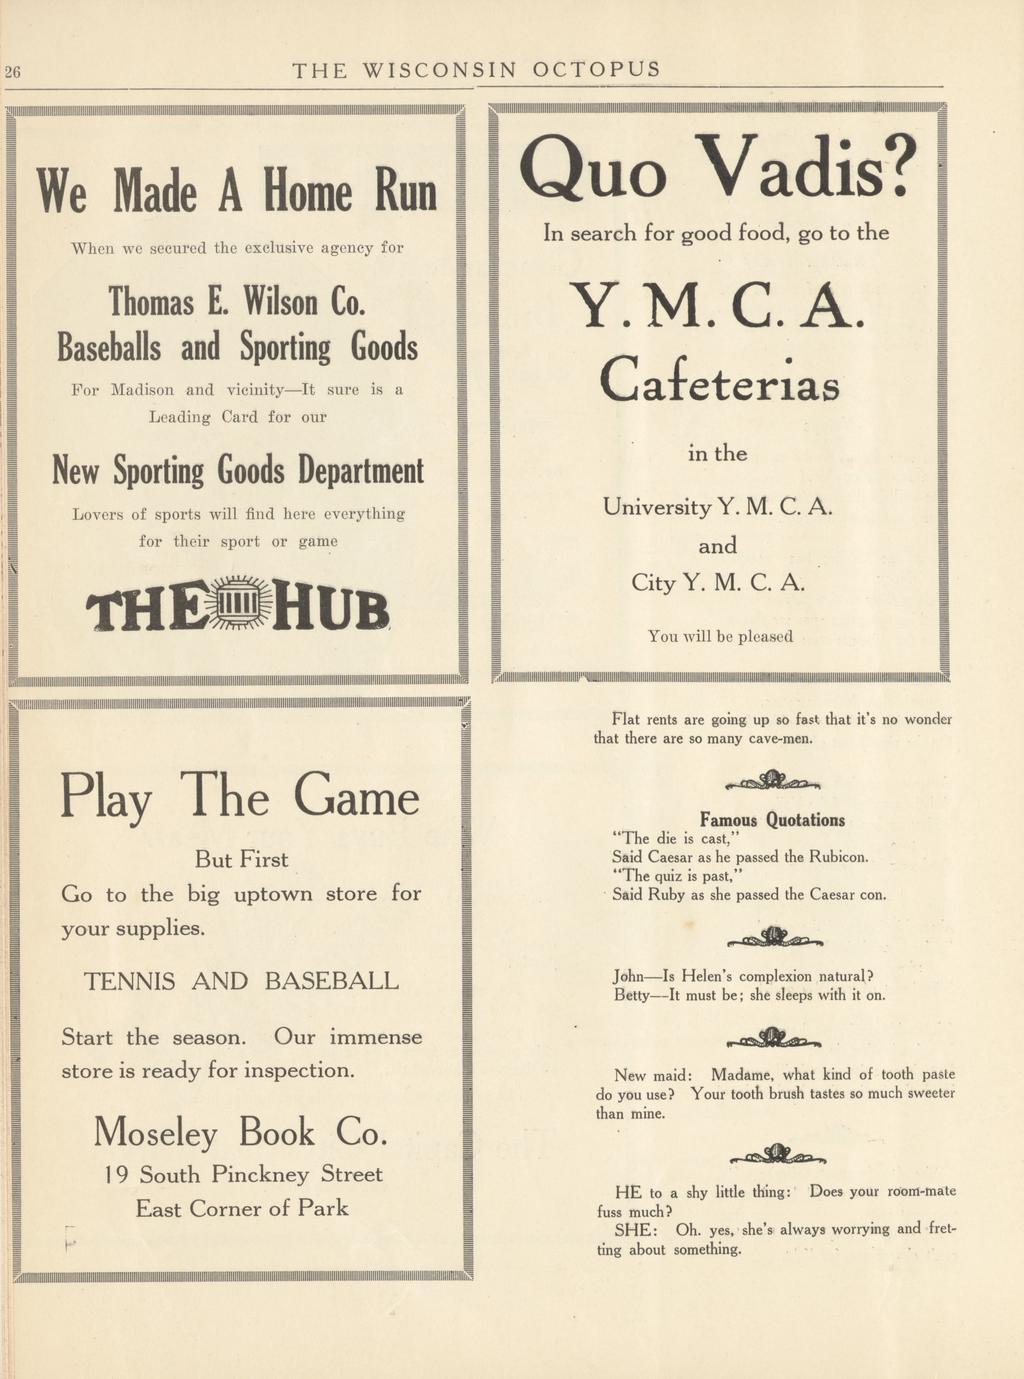 26
THE WISCONSIN OCTOPUS
We Made A Home Run
When we secured the exclusive agency for
Thomas E. Wilson Co.
Baseballs and Sporting Goods
For Madison and vicinity—It sure is a
Leading Card for our
New Sporting Goods Department
Lovers of sports will find here everything
for their sport or game
THE HUB
Quo Vadis?
In search for good food, go to the
Y. M. C. A.
Cafeterias
in the
University Y. M. C. A.
and
City Y. M. C. A.
You will be pleased
Play The Game
But First
Go to the big uptown store for
your supplies.
TENNIS AND BASEBALL
Start the season. Our immense
store is ready for inspection.
Moseley Book Co.
19 South Pinckney Street
East Corner of Park
Flat rents are going up so fast that it's no wonder
that there are so many cave-men.
Famous Quotations
"The die is cast,"
Said Caesar as he passed the Rubicon.
"The quiz is past,"
Said Ruby as she passed the Caesar con.
John—Is Helen's complexion natural?
Betty—It must be; she sleeps with it on.
New maid: Madame, what kind of tooth paste
do you use? Your tooth brush tastes so much sweeter
than mine.
HE to a shy little thing: Does your room-mate
fuss much?
SHE: Oh. yes, she's always worrying and fret-
ting about something.